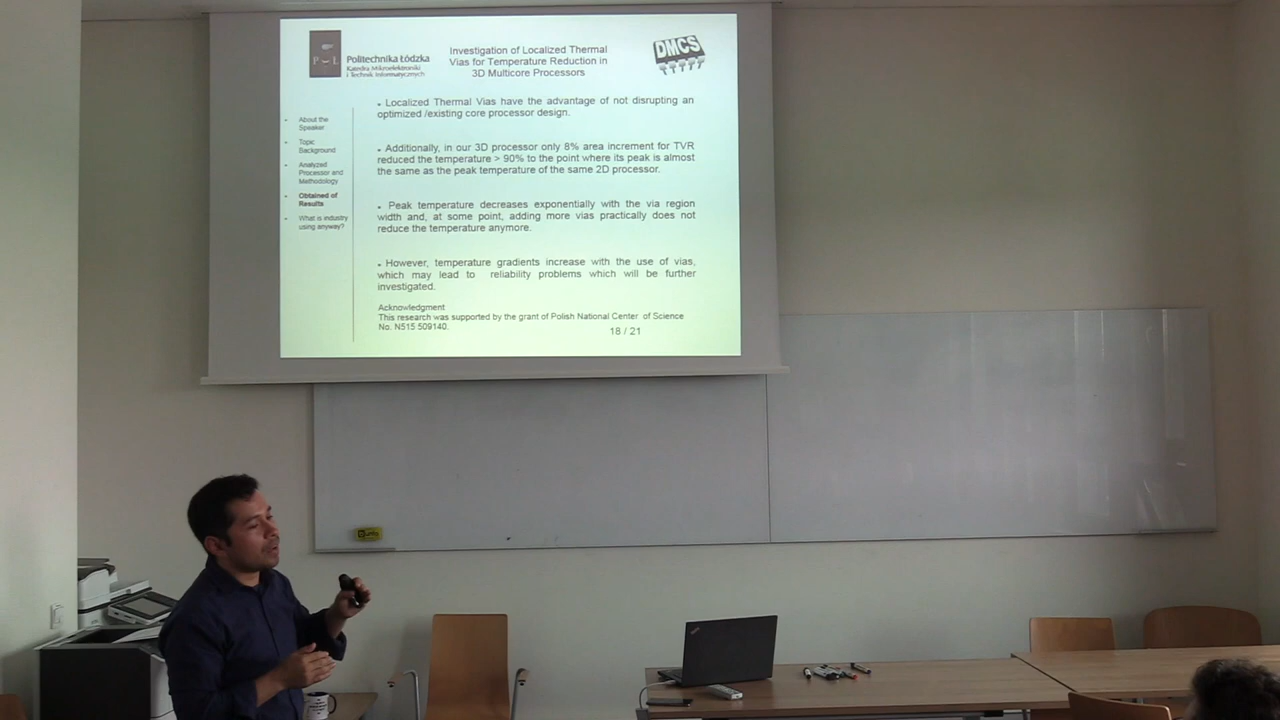 P Ł
Politechnika Łódzka
Katedra Mikroelektroniki
i Technik Informatycznych
Investigation of Localized Thermal
Vias for Temperature Reduction in
3D Multicore Processors
DMCS
- About the
Speaker
- Topic
Background
- Analyzed
Processor and
Methodology
- Obtained of
Results
- What is industry
using anyway?
• Localized Thermal Vias have the advantage of not disrupting an
optimized /existing core processor design.
• Additionally, in our 3D processor only 8% area increment for TVR
reduced the temperature > 90% to the point where its peak is almost
the same as the peak temperature of the same 2D processor.
• Peak temperature decreases exponentially with the via region
width and, at some point, adding more vias practically does not
reduce the temperature anymore.
• However, temperature gradients increase with the use of vias,
which may lead to reliability problems which will be further
investigated.
Acknowledgment
This research was supported by the grant of Polish National Center of Science
No. N515 509140.
18 / 21